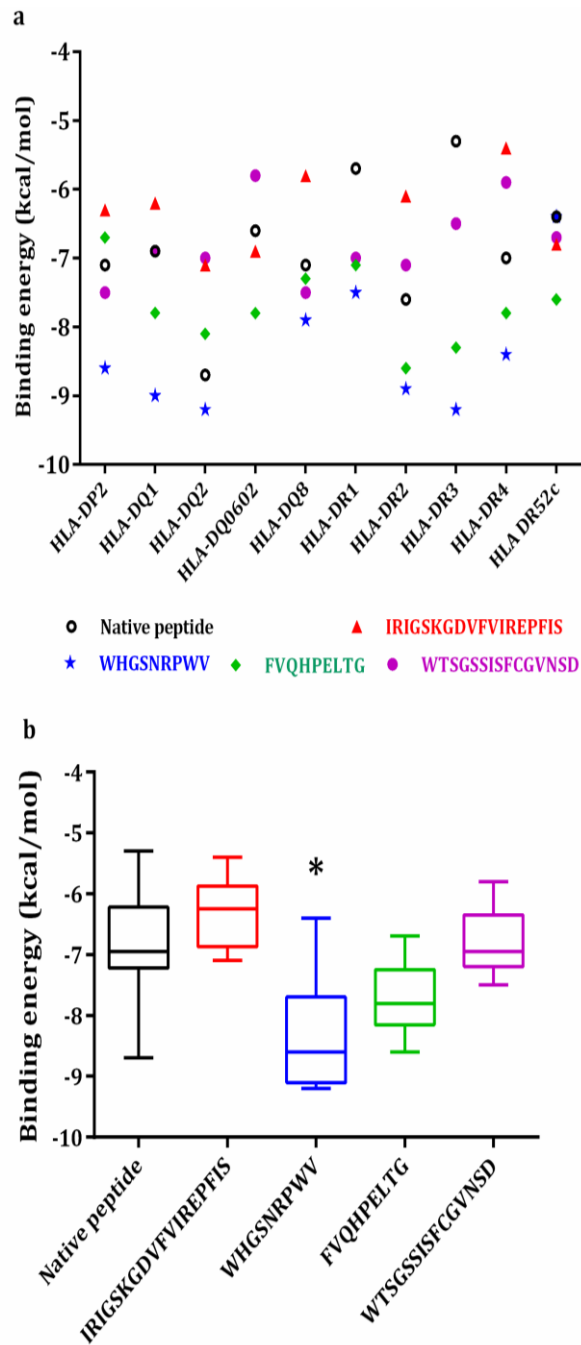 a
Binding energy (kcal/mol)
-4
-5
-6
-7
-8
-9
-10
HLA-DP2
HLA-DQ1
HLA-DQ2
HLA-DQ0602
HLA-DQ8
HLA-DR1
HLA-DR2
HLA-DR3
HLA-DR4
HLA DR52c
Native peptide IRIGSKGDVFVIREPFIS
WHGSNRPWV FVQHPELTG WTSGSSISFCGVNSD
b
Binding energy (kcal/mol)
-4
-5
-6
-7
-8
-9
-10
*
Native peptide
IRIGSKGDVFVIREPFIS
WHGSNRPWV
FVQHPELTG
WTSGSSISFCGVNSD